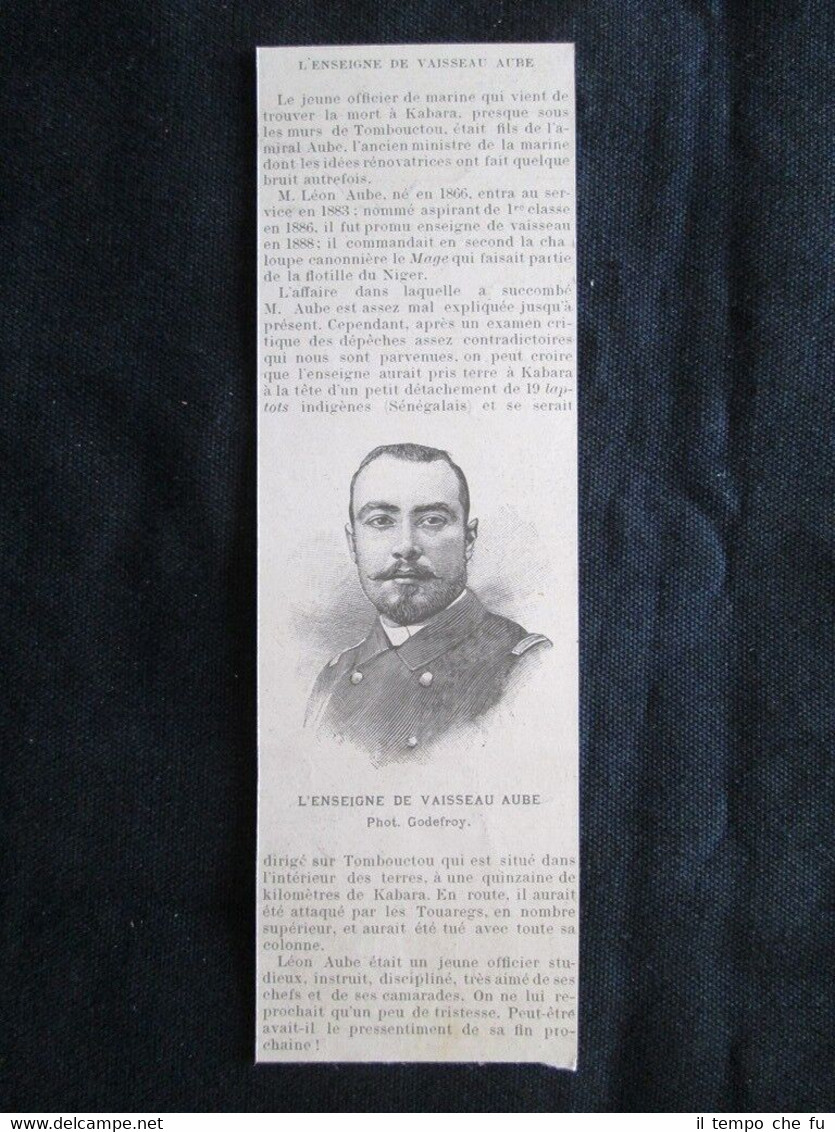 L'ENSEIGNE DE VAISSEAU AUBE
Le jeune officier de marine qui vient de
trouver la mort à Kabara, presque sous
les murs de Tombouctou, était fils de l'a-
miral Aube, l'ancien ministre de la marine
dont les idées rénovatrices ont fait quelque
bruit autrefois.
M. Léon Aube, né en 1866, entra au ser-
vice en 1883 ; nommé aspirant de 1re classe
en 1886, il fut promu enseigne de vaisseau
en 1888; il commandait en second la cha
loupe canonnière le Mage qui faisait partie
de la flotille du Niger.
L'affaire dans laquelle a succombé
M. Aube est assez mal expliquée jusqu'à
présent. Cependant, après un examen cri-
tique des dépêches assez contradictoires
qui nous sont parvenues, on peut croire
que l'enseigne aurait pris terre à Kabara
à la tête d'un petit détachement de 19 lap-
tots indigènes (Sénégalais) et se serait
L'ENSEIGNE DE VAISSEAU AUBE
Phot. Godefroy.
dirigé sur Tombouctou qui est situé dans
l'intérieur des terres, à une quinzaine de
kilomètres de Kabara. En route, il aurait
été attaqué par les Touaregs, en nombre
supérieur, et aurait été tué avec toute sa
colonne.
Léon Aube était un jeune officier stu-
dieux, instruit, discipliné, très aimé de ses
chefs et de ses camarades. On ne lui re-
prochait qu'un peu de tristesse. Peut-être
avait-il le pressentiment de sa fin pro-
chaine !
il tempo che fu